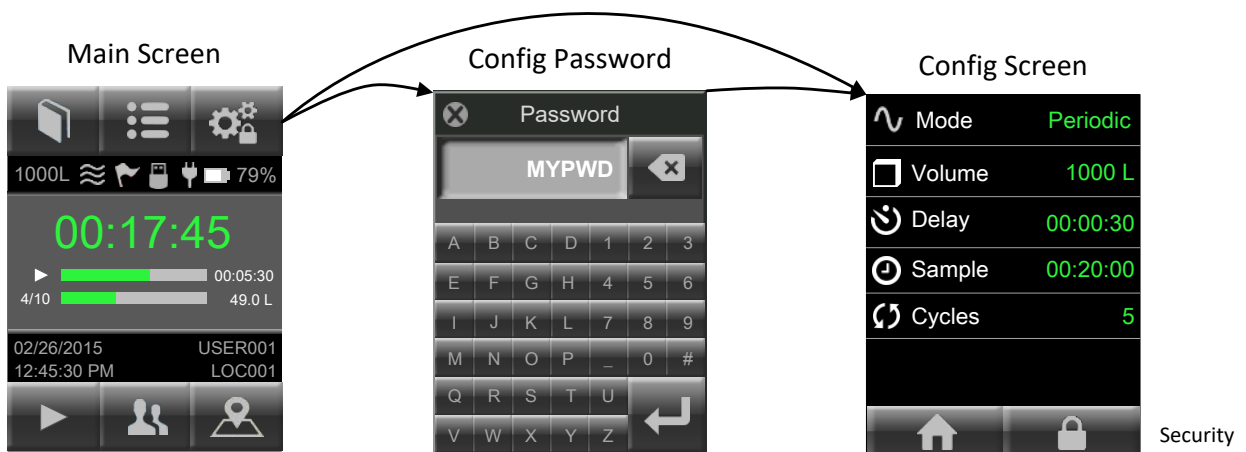 Main Screen
1000L 79%
00:17:45
00:05:30
4/10 49.0 L
02/26/2015 USER001
12:45:30 PM LOC001
Config Password
Password
MYPWD
A B C D 1 2 3
E F G H 4 5 6
I J K L 7 8 9
M N O P _ 0 #
Q R S T U
V W X Y Z
Config Screen
Mode Periodic
Volume 1000 L
Delay 00:00:30
Sample 00:20:00
Cycles 5
Security